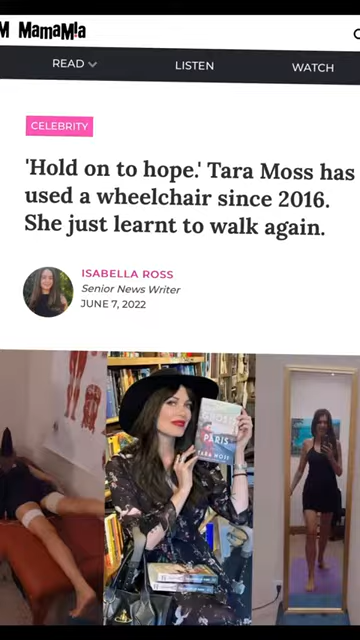 M MamaMia
READ
LISTEN
WATCH
CELEBRITY
'Hold on to hope.' Tara Moss has
used a wheelchair since 2016.
She just learnt to walk again.
ISABELLA ROSS
Senior News Writer
JUNE 7, 2022
GHOSTS
PARIS
TARA MOSS